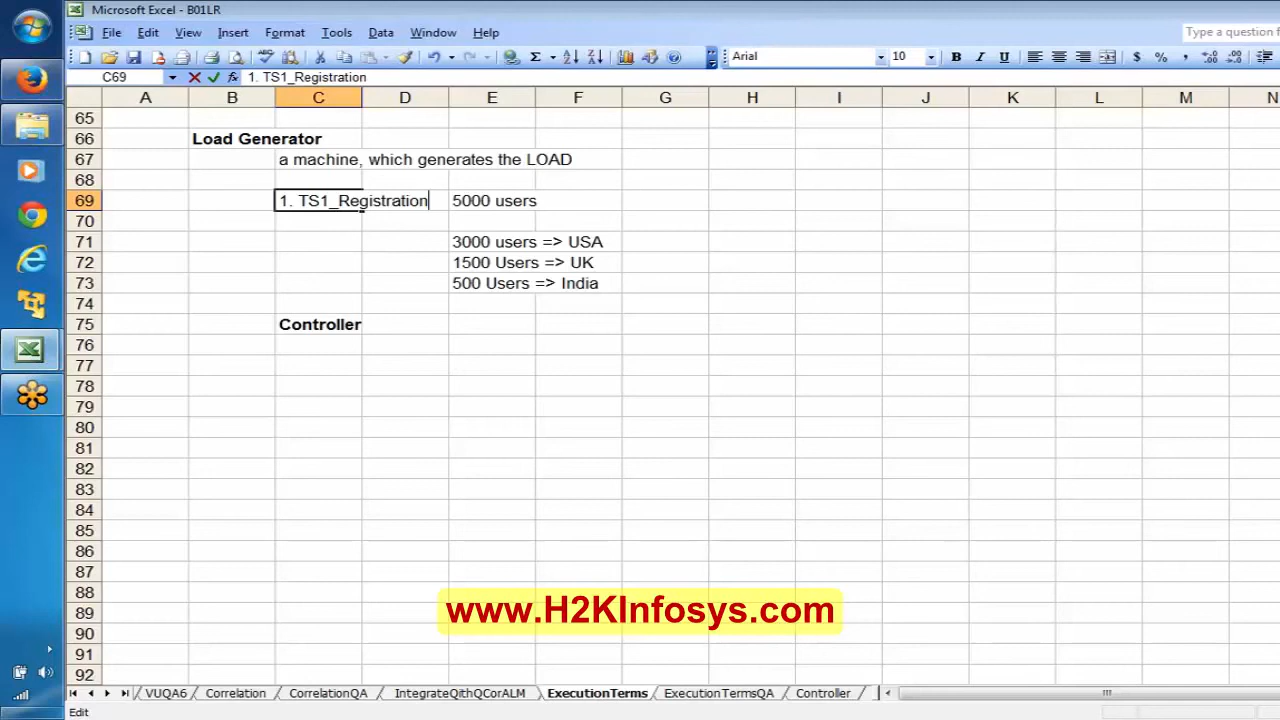 Microsoft Excel - B01LR
File Edit View Insert Format Tools Data Window Help
Type a question f
Arial 10 B I U $ % ,
C69 fx 1. TS1_Registration
A B C D E F G H I J K L M N
65
66 Load Generator
67 a machine, which generates the LOAD
68
69 1. TS1_Registration 5000 users
70
71 3000 users => USA
72 1500 Users => UK
73 500 Users => India
74
75 Controller
76
77
78
79
80
81
82
83
84
85
86
87
88
89
90
91
92
www.H2KInfosys.com
VUQA6 Correlation CorrelationQA IntegrateQithQCorALM ExecutionTerms ExecutionTermsQA Controller
Edit